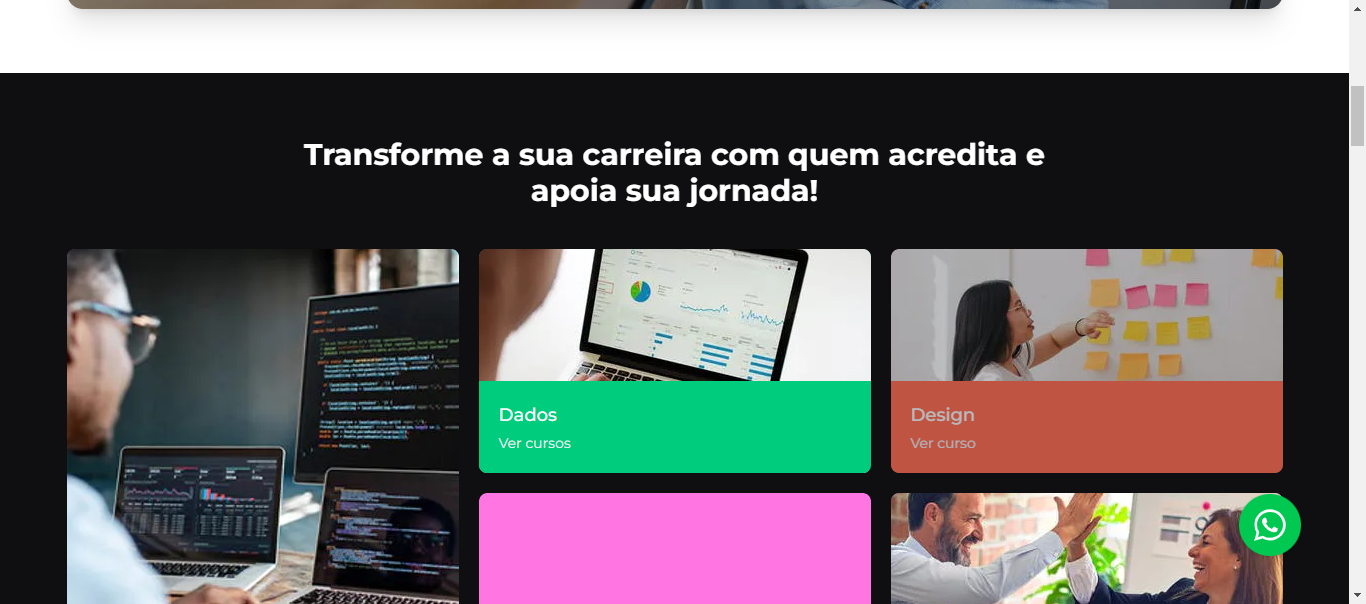 Transforme a sua carreira com quem acredita e
apoia sua jornada!
Dados
Ver cursos
Design
Ver curso